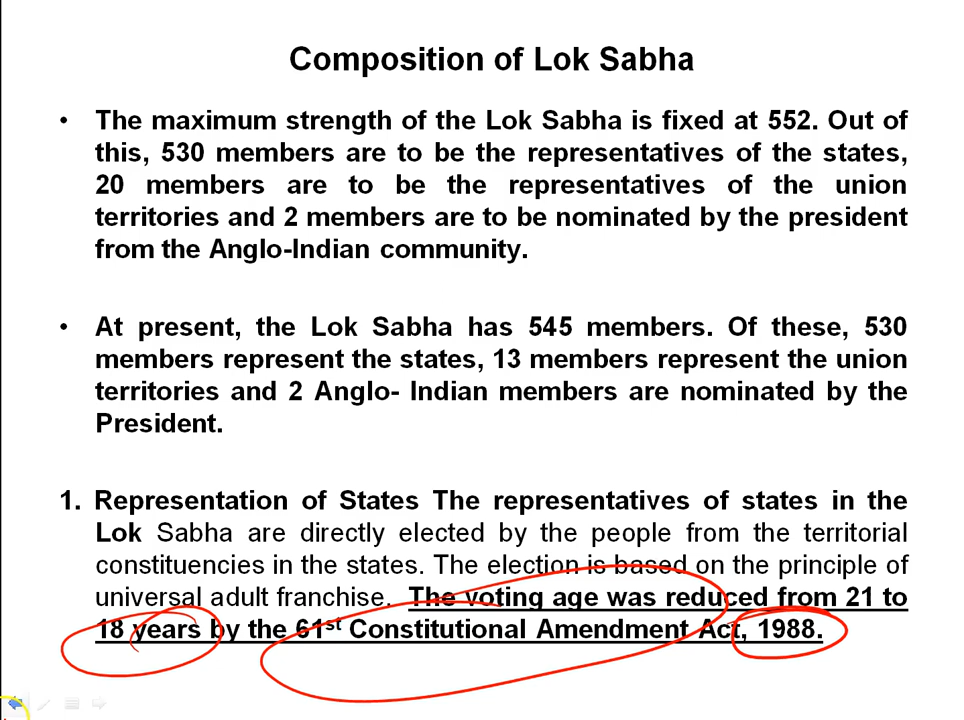 Composition of Lok Sabha
• The maximum strength of the Lok Sabha is fixed at 552. Out of
this, 530 members are to be the representatives of the states,
20 members are to be the representatives of the union
territories and 2 members are to be nominated by the president
from the Anglo-Indian community.
• At present, the Lok Sabha has 545 members. Of these, 530
members represent the states, 13 members represent the union
territories and 2 Anglo- Indian members are nominated by the
President.
1. Representation of States The representatives of states in the
Lok Sabha are directly elected by the people from the territorial
constituencies in the states. The election is based on the principle of
universal adult franchise. The voting age was reduced from 21 to
18 years by the 61st Constitutional Amendment Act, 1988.